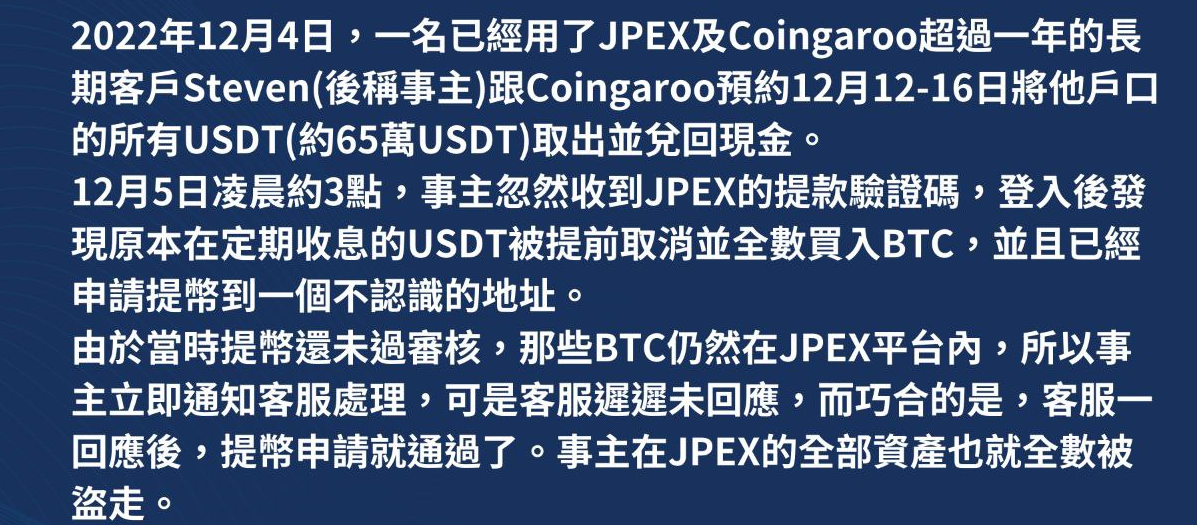 2022年12月4日，一名已經用了JPEX及Coingaroo超過一年的長
期客戶Steven(後稱事主)跟Coingaroo預約12月12-16日將他戶口
的所有USDT(約65萬USDT)取出並兌回現金。
12月5日凌晨約3點，事主忽然收到JPEX的提款驗證碼，登入後發
現原本在定期收息的USDT被提前取消並全數買入BTC，並且已經
申請提幣到一個不認識的地址。
由於當時提幣還未過審核，那些BTC仍然在JPEX平台內，所以事
主立即通知客服處理，可是客服遲遲未回應，而巧合的是，客服一
回應後，提幣申請就通過了。事主在JPEX的全部資產也就全數被
盜走。